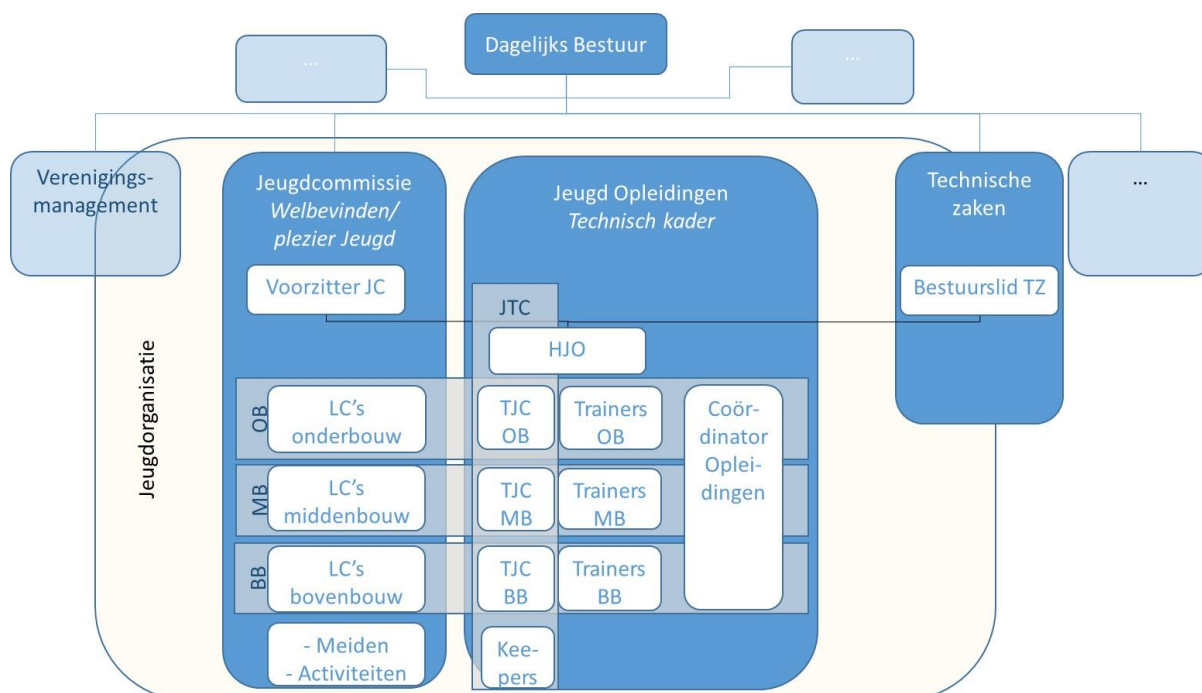 Dagelijks Bestuur
...
...
Verenigings-
management
Jeugdcommissie
Welbevinden/
plezier Jeugd
Jeugd Opleidingen
Technisch kader
Technische
zaken
...
Voorzitter JC
Bestuurslid TZ
JTC
HJO
Jeugdorganisatie
OB
LC's
onderbouw
TJC
OB
Trainers
OB
Coör-
dinator
Oplei-
dingen
MB
LC's
middenbouw
TJC
MB
Trainers
MB
BB
LC's
bovenbouw
TJC
BB
Trainers
BB
- Meiden
- Activiteiten
Kee-
pers